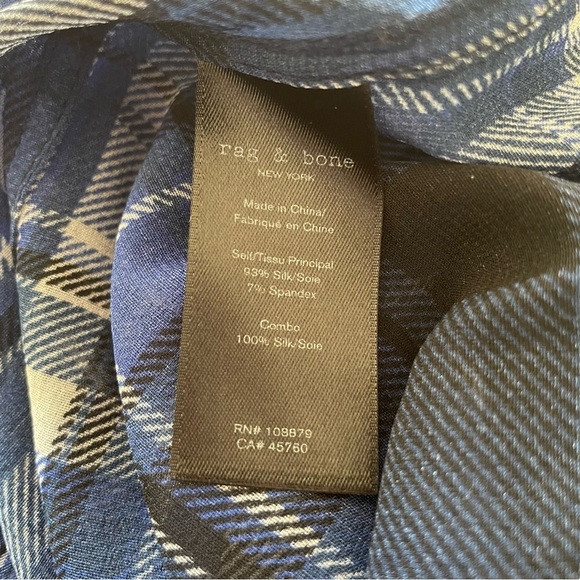 rag & bone
NEW YORK
Made in China/
Fabriqué en Chine
Self/Tissu Principal
93% Silk/Soie
7% Spandex
Combo
100% Silk/Soie
RN# 108879
CA# 45760